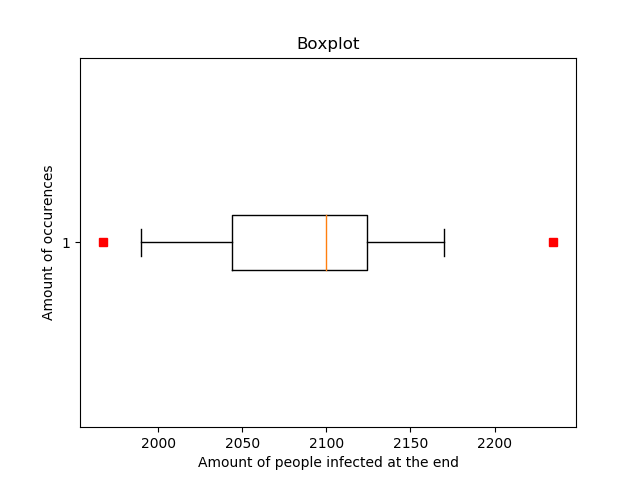 Boxplot
Amount of occurences
1
2000 2050 2100 2150 2200
Amount of people infected at the end